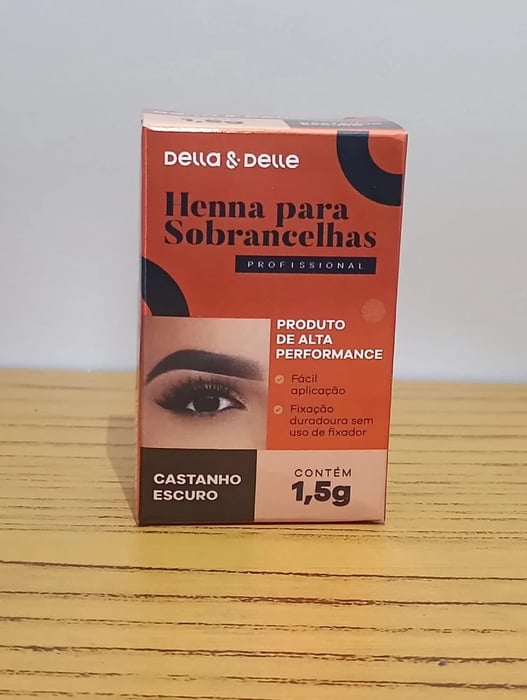 Della & Delle
Henna para
Sobrancelhas
PROFISSIONAL
PRODUTO
DE ALTA
PERFORMANCE
Fácil
aplicação
Fixação
duradoura sem
uso de fixador
CASTANHO
ESCURO
CONTÉM
1,5g